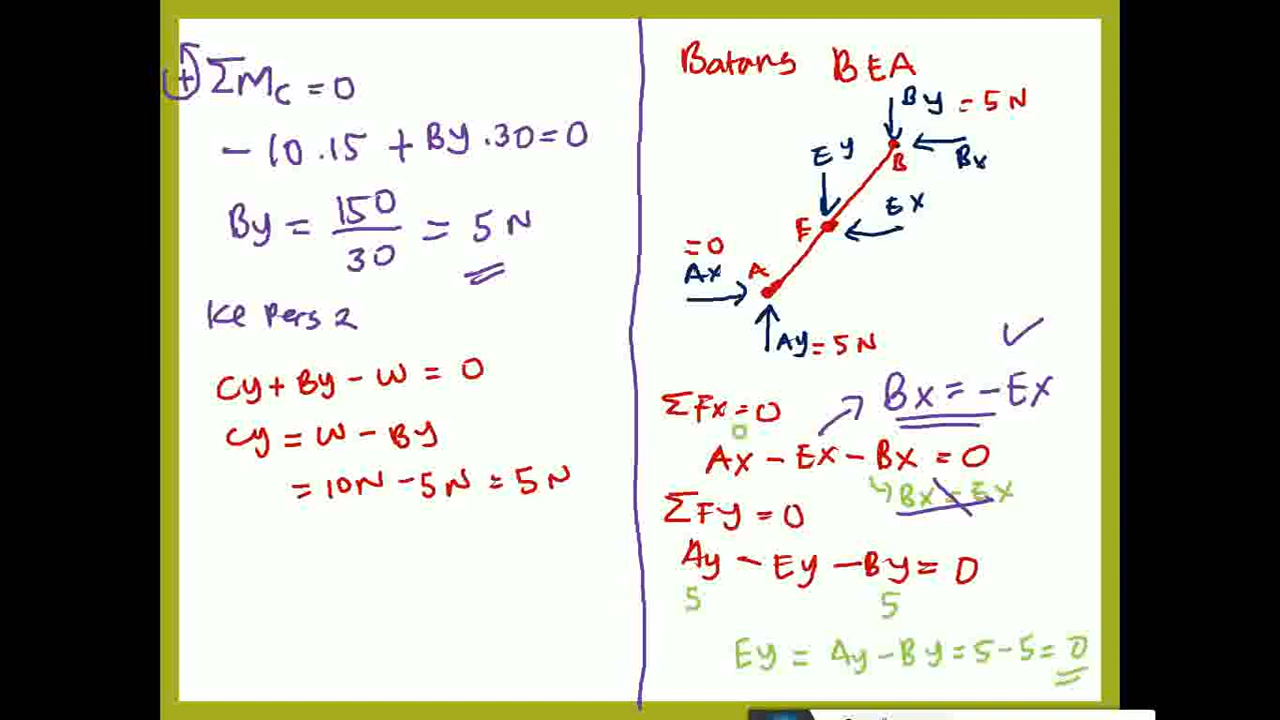 + ΣMc = 0
- 10 . 15 + By . 30 = 0
By = 150/30 = 5 N
Ke Pers 2
Cy + By - W = 0
Cy = W - By
= 10N - 5N = 5N
Batang BEA
By = 5 N
Ey
B
Bx
Ex
E
= 0
Ax
A
Ay = 5 N
Bx = - Ex
ΣFx = 0
0
Ax - Ex - Bx = 0
Bx = Ex
ΣFy = 0
Ay - Ey - By = 0
5 5
Ey = Ay - By = 5 - 5 = 0